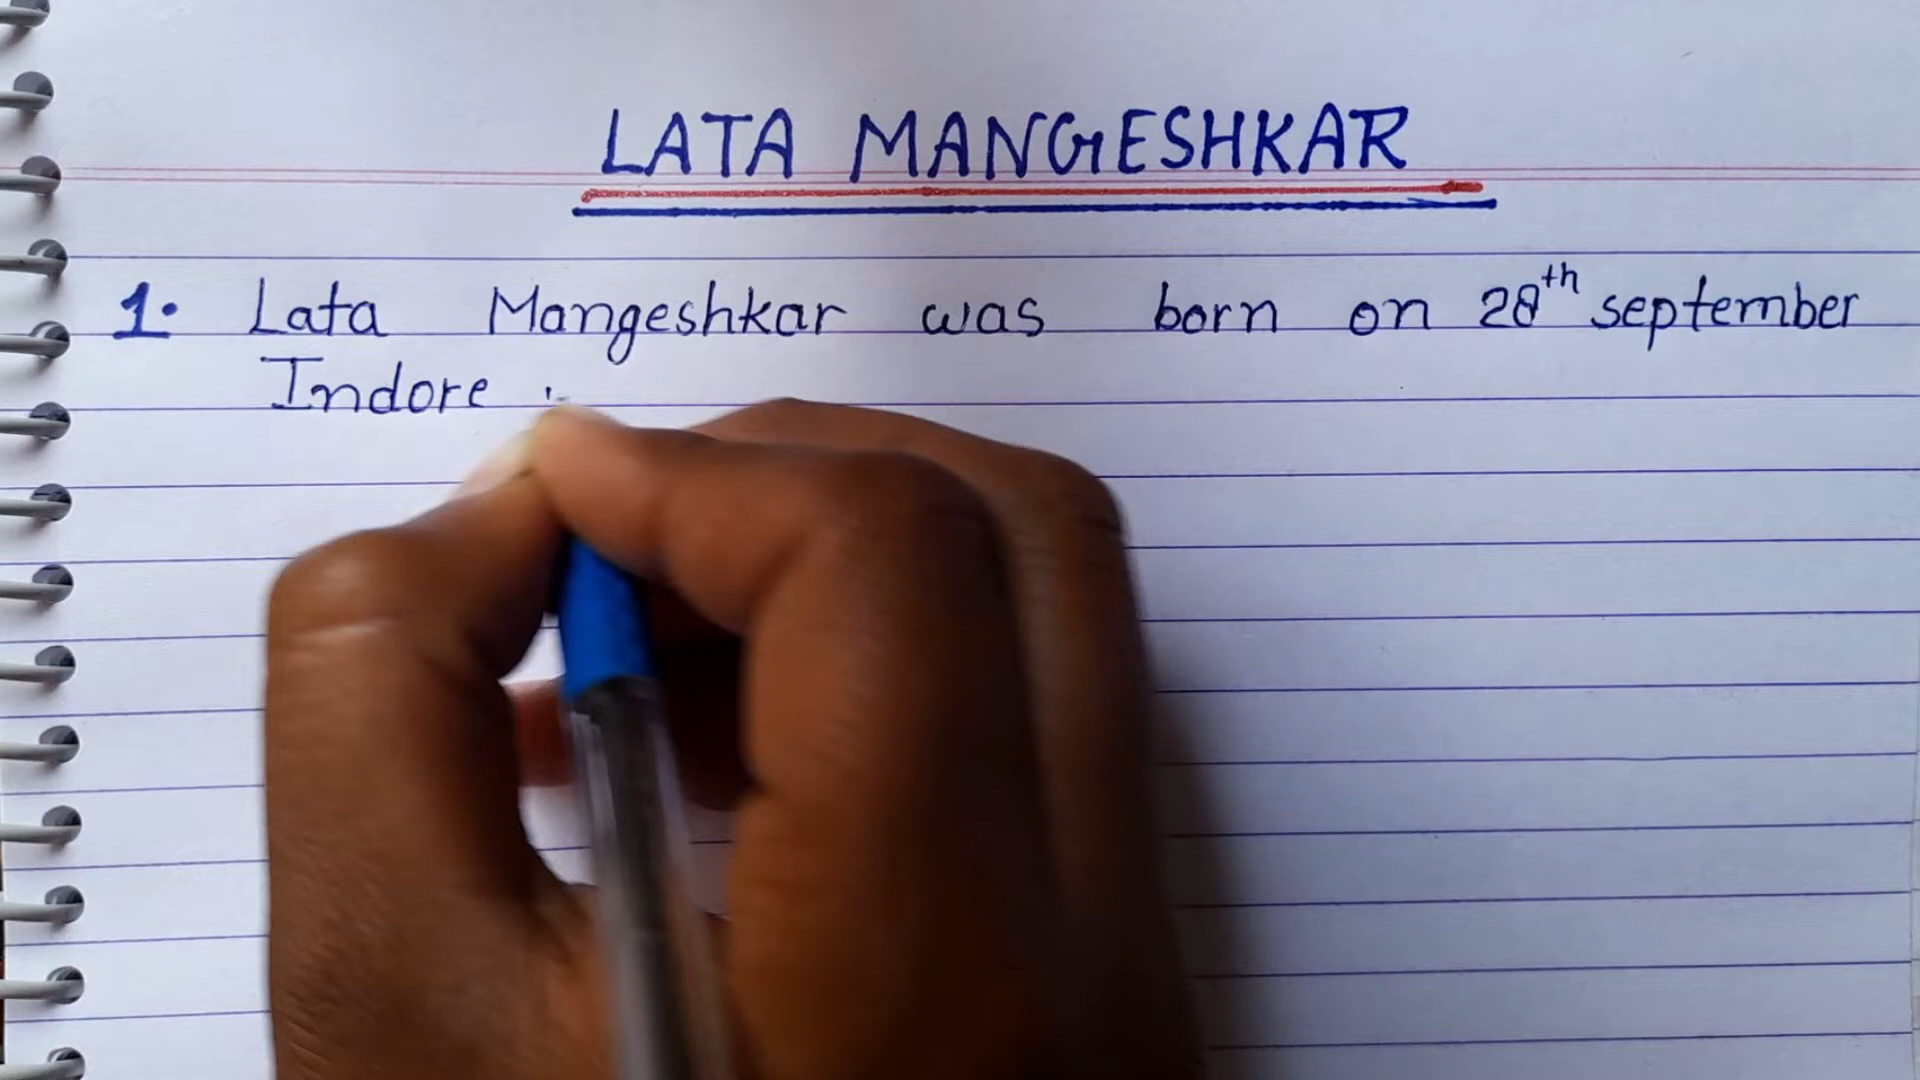 LATA MANGESHKAR
1. Lata Mangeshkar was born on 28th september
Indore